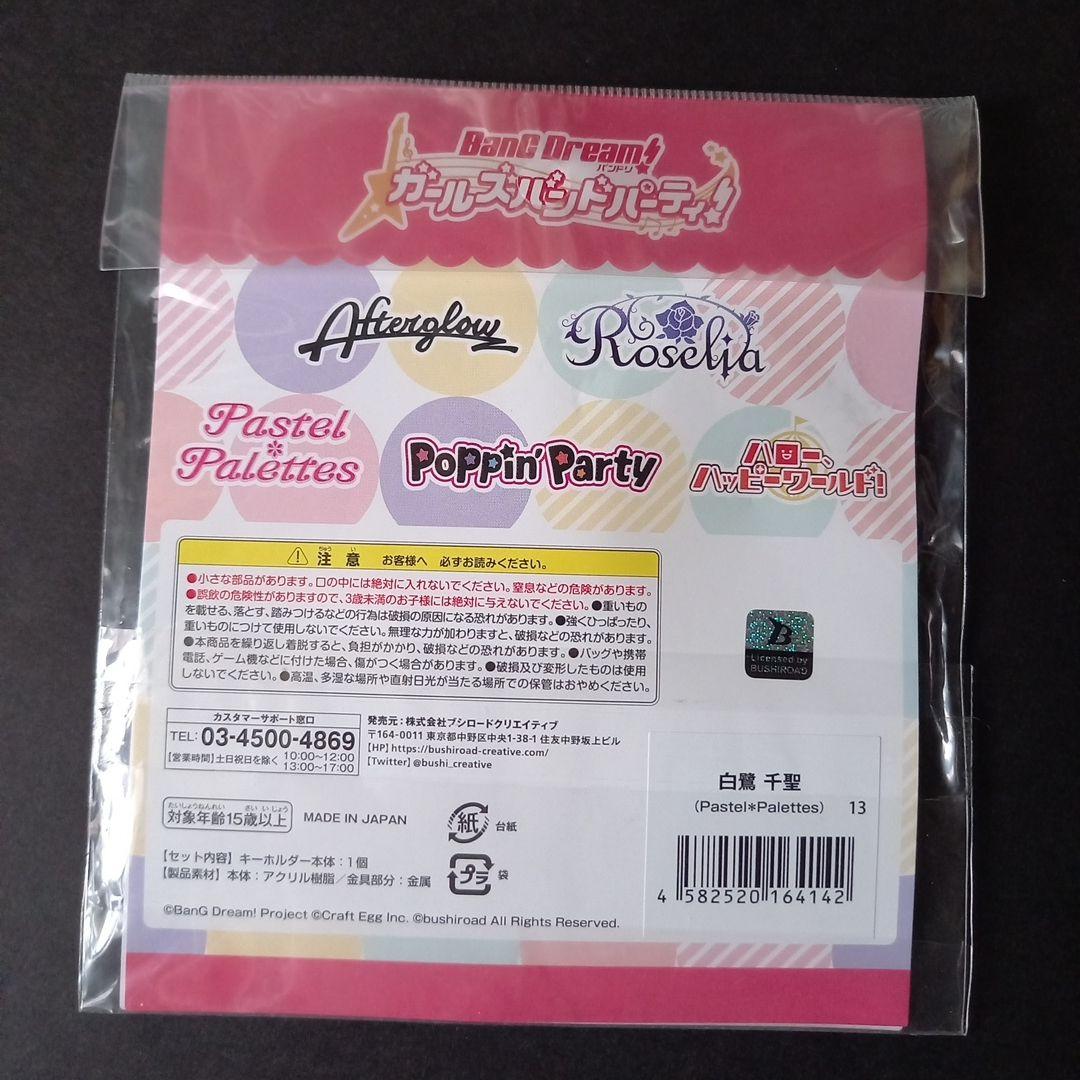 BanG Dream!
バンドリ
ガールズバンドパーティ!
Afterglow
Roselia
Pastel
Palettes
Poppin'Party
ハロー、
ハッピーワールド!
ちゅう い
注 意 お客様へ 必ずお読みください。
●小さな部品があります。口の中には絶対に入れないでください。窒息などの危険があります。
●誤飲の危険性がありますので、3歳未満のお子様には絶対に与えないでください。●重いもの
を載せる、落とす、踏みつけるなどの行為は破損の原因になる恐れがあります。●強くひっぱったり、
重いものにつけて使用しないでください。無理な力が加わりますと、破損などの恐れがあります。
●本商品を繰り返し着脱すると、負担がかかり、破損などの恐れがあります。●バッグや携帯
電話、ゲーム機などに付けた場合、傷がつく場合があります。●破損及び変形したものは使用
しないでください。●高温、多湿な場所や直射日光が当たる場所での保管はおやめください。
B
Licensed by
BUSHIROAD
カスタマーサポート窓口
TEL: 03-4500-4869
【営業時間】土日祝日を除く 10:00~12:00
13:00~17:00
発売元:株式会社ブシロードクリエイティブ
〒164-0011 東京都中野区中央1-38-1 住友中野坂上ビル
【HP】https://bushiroad-creative.com/
【Twitter】@bushi_creative
白鷺 千聖
(Pastel*Palettes) 13
たいしょうねんれい さい いじょう
対象年齢15歳以上
MADE IN JAPAN
紙 台紙
【セット内容】キーホルダー本体:1個
【製品素材】本体:アクリル樹脂/金具部分:金属
プラ 袋
4 582520 164142
©BanG Dream! Project ©Craft Egg Inc. ©bushiroad All Rights Reserved.